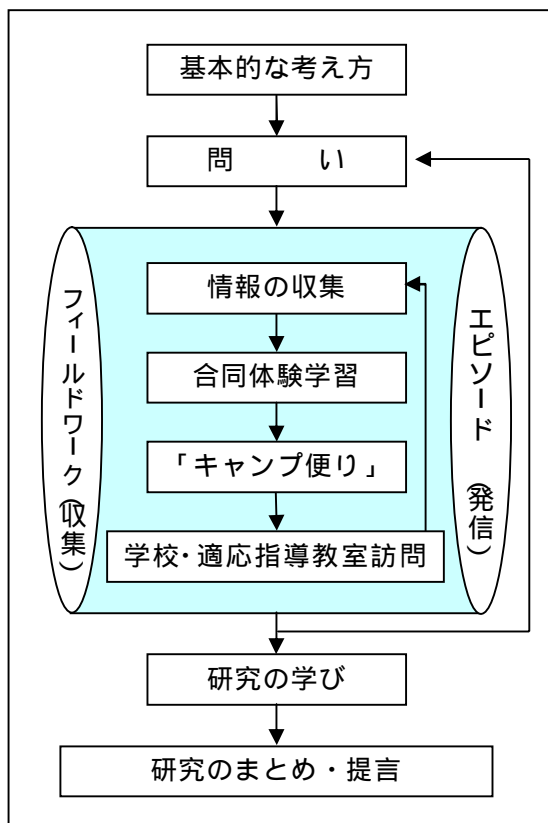 基本的な考え方
問　　い
フィールドワーク（収集）
エピソード（発信）
情報の収集
合同体験学習
「キャンプ便り」
学校・適応指導教室訪問
研究の学び
研究のまとめ・提言